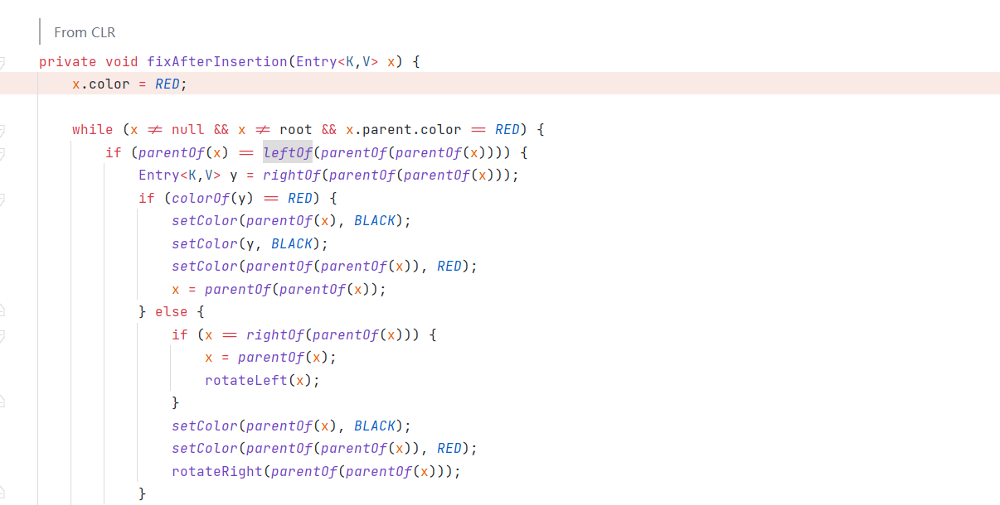 From CLR
private void fixAfterInsertion(Entry<K,V> x) {
x.color = RED;
while (x ≠ null && x ≠ root && x.parent.color == RED) {
if (parentOf(x) == leftOf(parentOf(parentOf(x)))) {
Entry<K,V> y = rightOf(parentOf(parentOf(x)));
if (colorOf(y) == RED) {
setColor(parentOf(x), BLACK);
setColor(y, BLACK);
setColor(parentOf(parentOf(x)), RED);
x = parentOf(parentOf(x));
} else {
if (x == rightOf(parentOf(x))) {
x = parentOf(x);
rotateLeft(x);
}
setColor(parentOf(x), BLACK);
setColor(parentOf(parentOf(x)), RED);
rotateRight(parentOf(parentOf(x)));
}